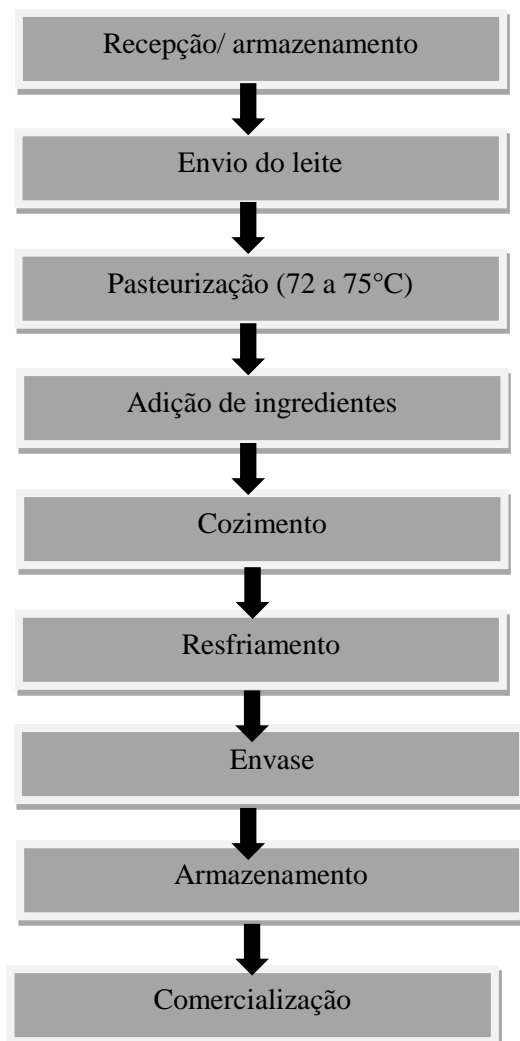 Recepção/ armazenamento
Envio do leite
Pasteurização (72 a 75°C)
Adição de ingredientes
Cozimento
Resfriamento
Envase
Armazenamento
Comercialização